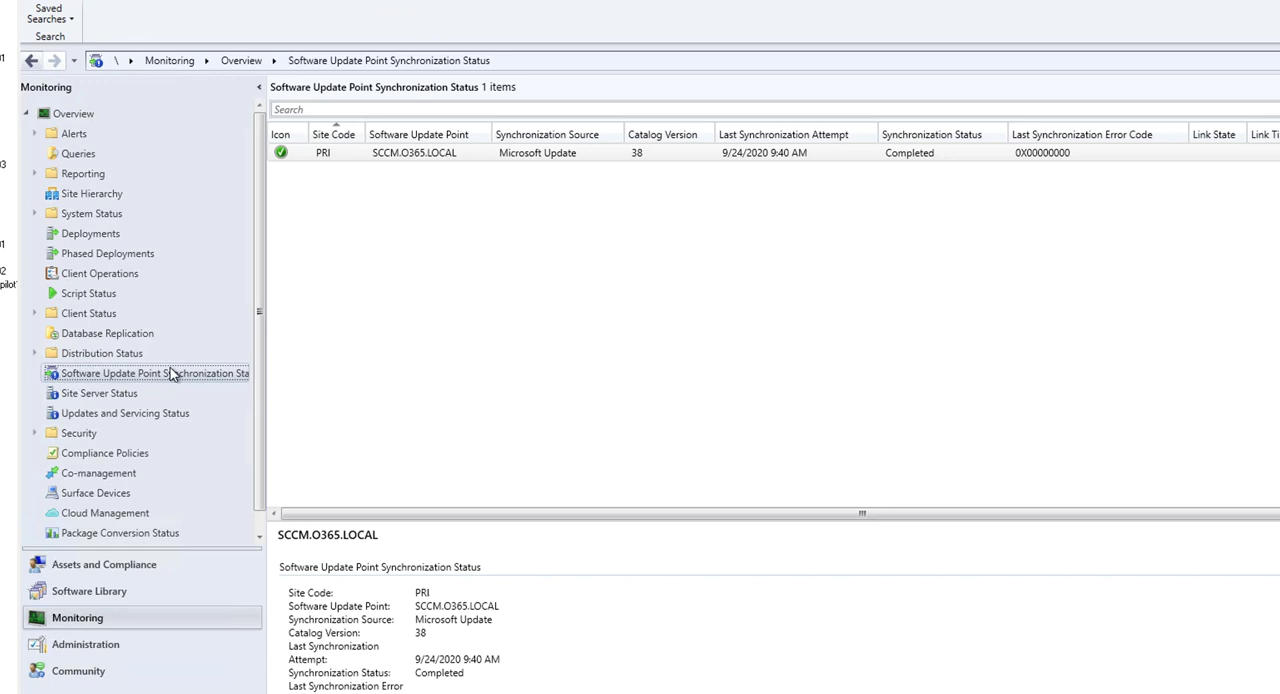 Saved
Searches
Search
\ Monitoring Overview Software Update Point Synchronization Status
Monitoring
Software Update Point Synchronization Status 1 items
Search
Icon Site Code Software Update Point Synchronization Source Catalog Version Last Synchronization Attempt Synchronization Status Last Synchronization Error Code Link State Link Ti
PRI SCCM.O365.LOCAL Microsoft Update 38 9/24/2020 9:40 AM Completed 0X00000000
Overview
Alerts
Queries
Reporting
Site Hierarchy
System Status
Deployments
Phased Deployments
Client Operations
Script Status
Client Status
Database Replication
Distribution Status
Software Update Point Synchronization Sta
Site Server Status
Updates and Servicing Status
Security
Compliance Policies
Co-management
Surface Devices
Cloud Management
Package Conversion Status
Assets and Compliance
Software Library
Monitoring
Administration
Community
SCCM.O365.LOCAL
Software Update Point Synchronization Status
Site Code: PRI
Software Update Point: SCCM.O365.LOCAL
Synchronization Source: Microsoft Update
Catalog Version: 38
Last Synchronization
Attempt: 9/24/2020 9:40 AM
Synchronization Status: Completed
Last Synchronization Error